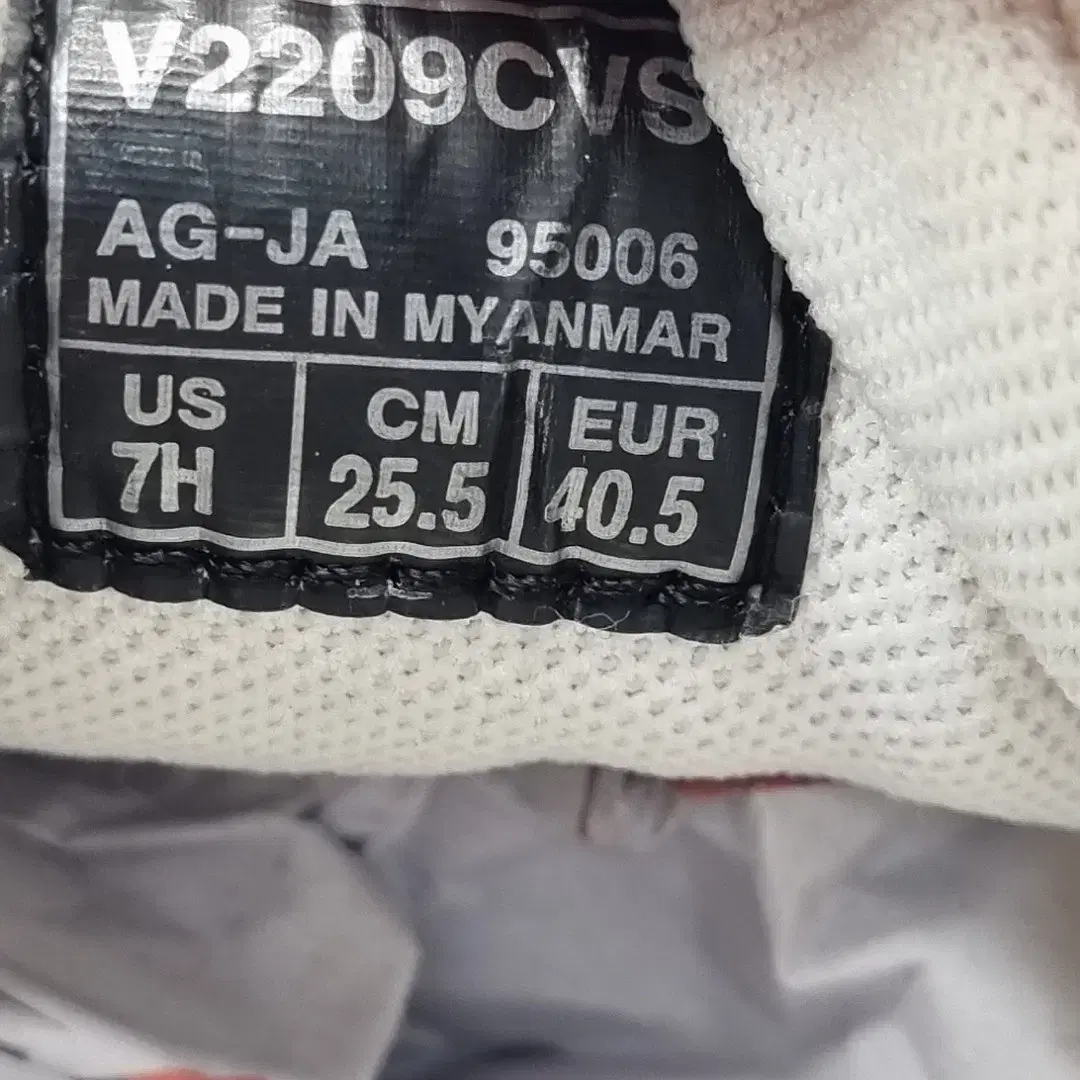 V2209CVS
AG-JA 95006
MADE IN MYANMAR
US CM EUR
7H 25.5 40.5